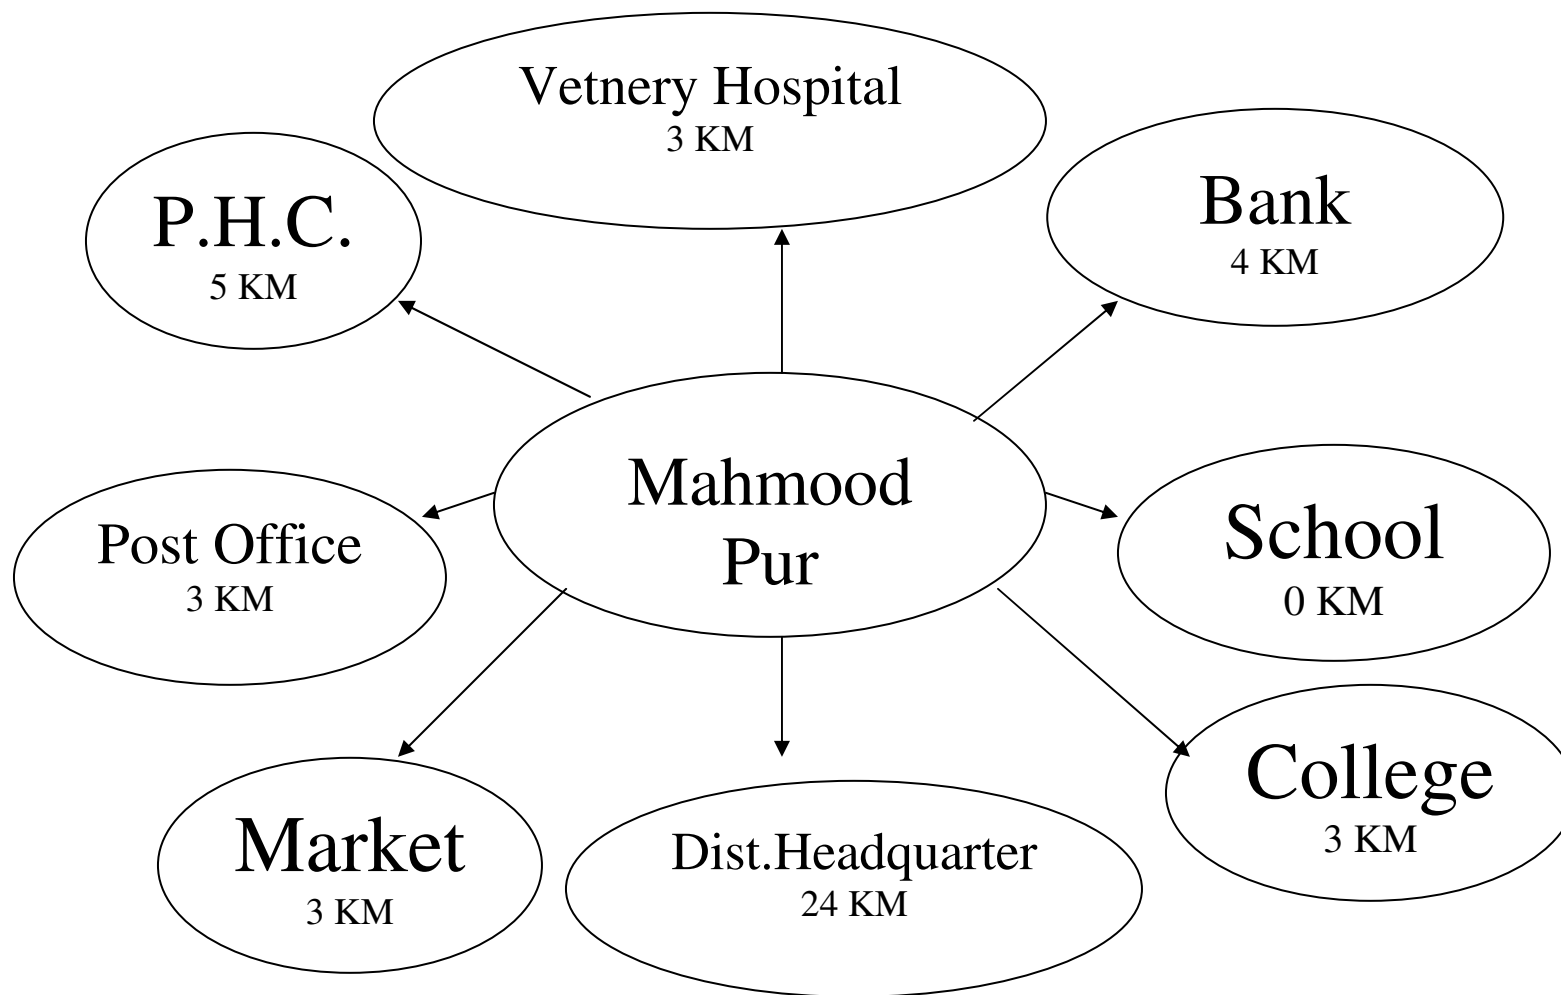 Vetnery Hospital
3 KM
P.H.C.
5 KM
Bank
4 KM
Mahmood
Pur
Post Office
3 KM
School
0 KM
Market
3 KM
Dist.Headquarter
24 KM
College
3 KM